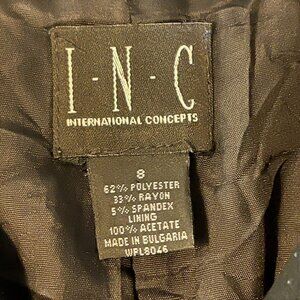 I-N-C
INTERNATIONAL CONCEPTS
8
62% POLYESTER
33% RAYON
5% SPANDEX
LINING
100% ACETATE
MADE IN BULGARIA
WPL8046